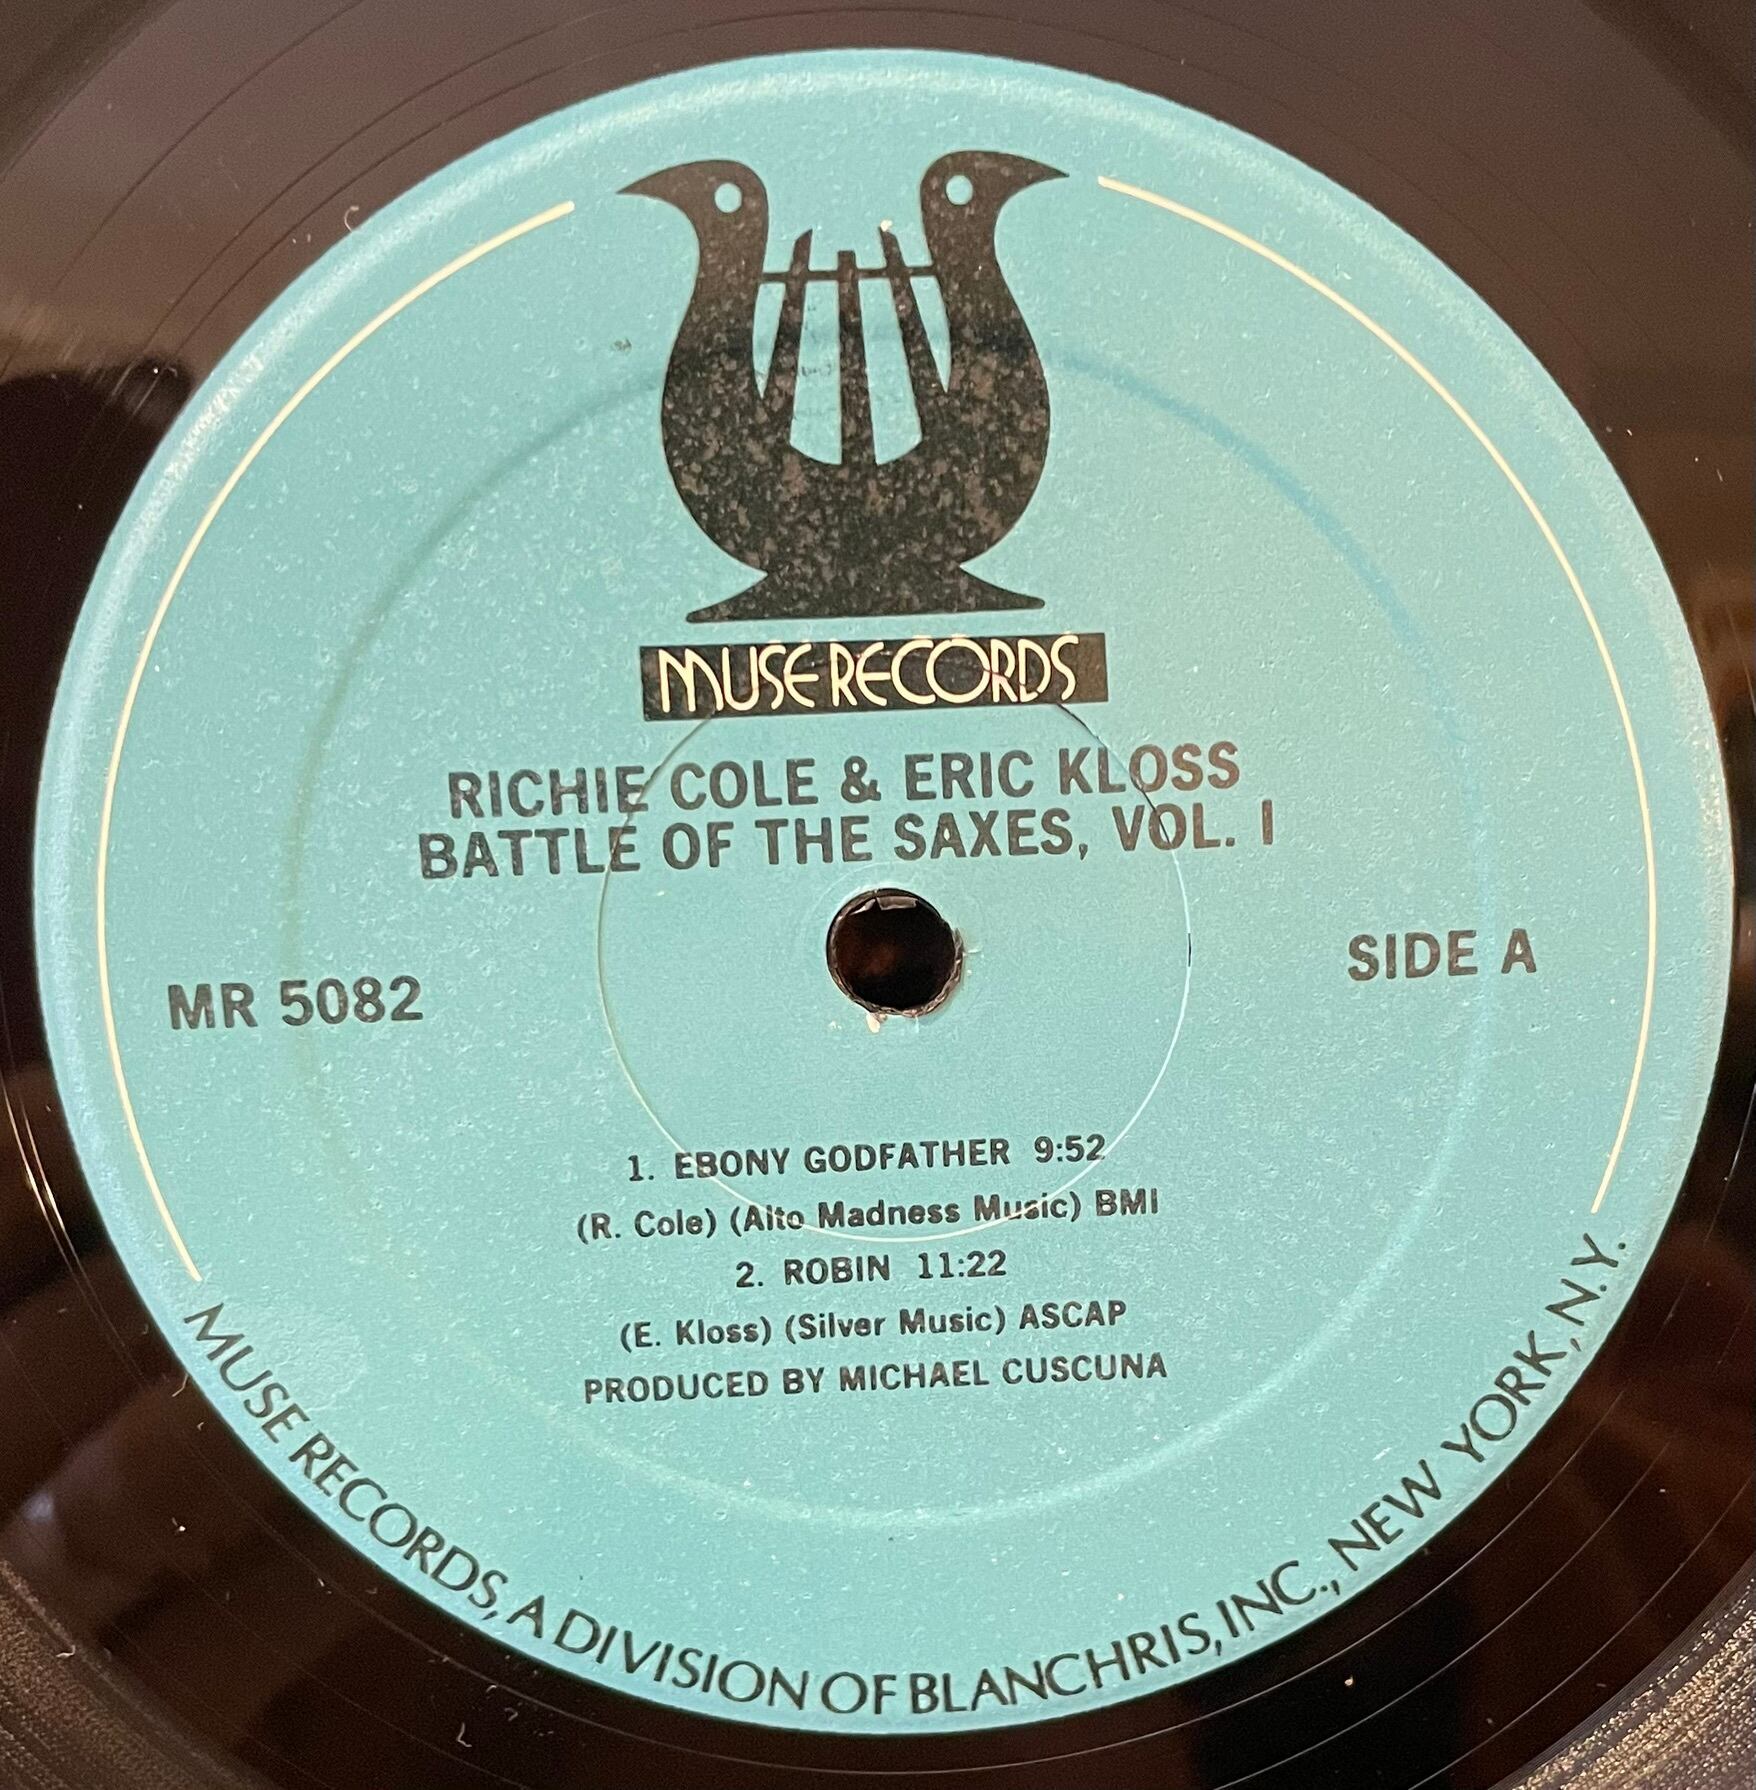 MUSE RECORDS
RICHIE COLE & ERIC KLOSS
BATTLE OF THE SAXES, VOL. I
MR 5082
SIDE A
1. EBONY GODFATHER 9:52
(R. Cole) (Alto Madness Music) BMI
2. ROBIN 11:22
(E. Kloss) (Silver Music) ASCAP
PRODUCED BY MICHAEL CUSCUNA
MUSE RECORDS, A DIVISION OF BLANCHRIS, INC., NEW YORK, N.Y.